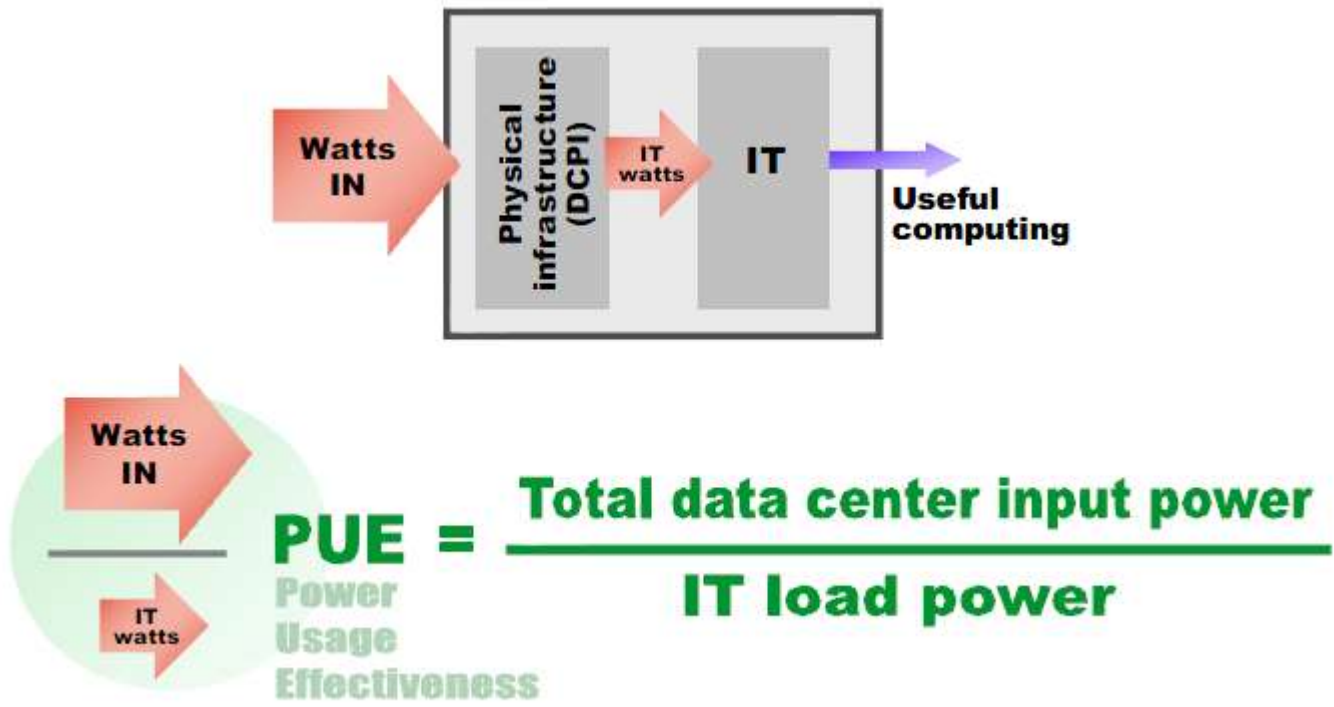 Watts
IN
Physical
infrastructure
(DCPI)
IT
watts
IT
Useful
computing
Watts
IN
IT
watts
PUE =
Power
Usage
Effectiveness
Total data center input power
IT load power